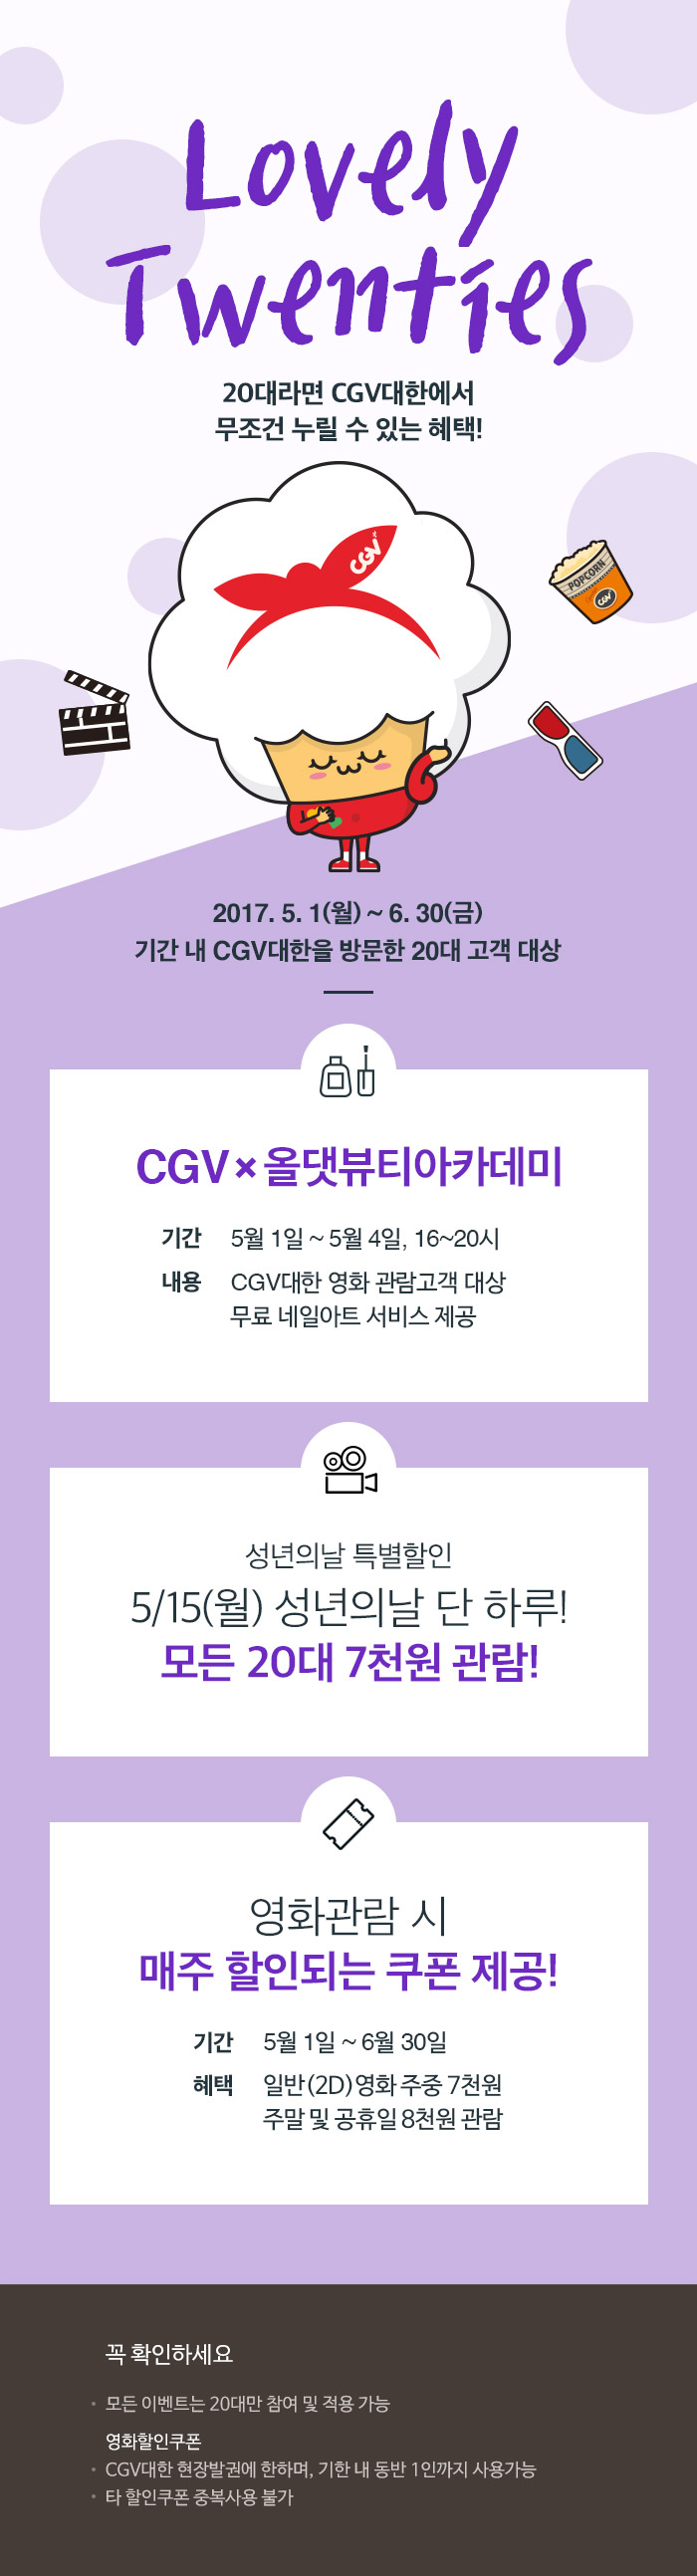 Lovely
Twenties
20대라면 CGV대한에서
무조건 누릴 수 있는 혜택!
CGV
POPCORN
CGV
2017. 5. 1(월) ~ 6. 30(금)
기간 내 CGV대한을 방문한 20대 고객 대상
CGV × 올댓뷰티아카데미
기간 5월 1일 ~ 5월 4일, 16~20시
내용 CGV대한 영화 관람고객 대상
무료 네일아트 서비스 제공
성년의날 특별할인
5/15(월) 성년의날 단 하루!
모든 20대 7천원 관람!
영화관람 시
매주 할인되는 쿠폰 제공!
기간 5월 1일 ~ 6월 30일
혜택 일반(2D)영화 주중 7천원
주말 및 공휴일 8천원 관람
꼭 확인하세요
• 모든 이벤트는 20대만 참여 및 적용 가능
영화할인쿠폰
• CGV대한 현장발권에 한하며, 기한 내 동반 1인까지 사용가능
• 타 할인쿠폰 중복사용 불가